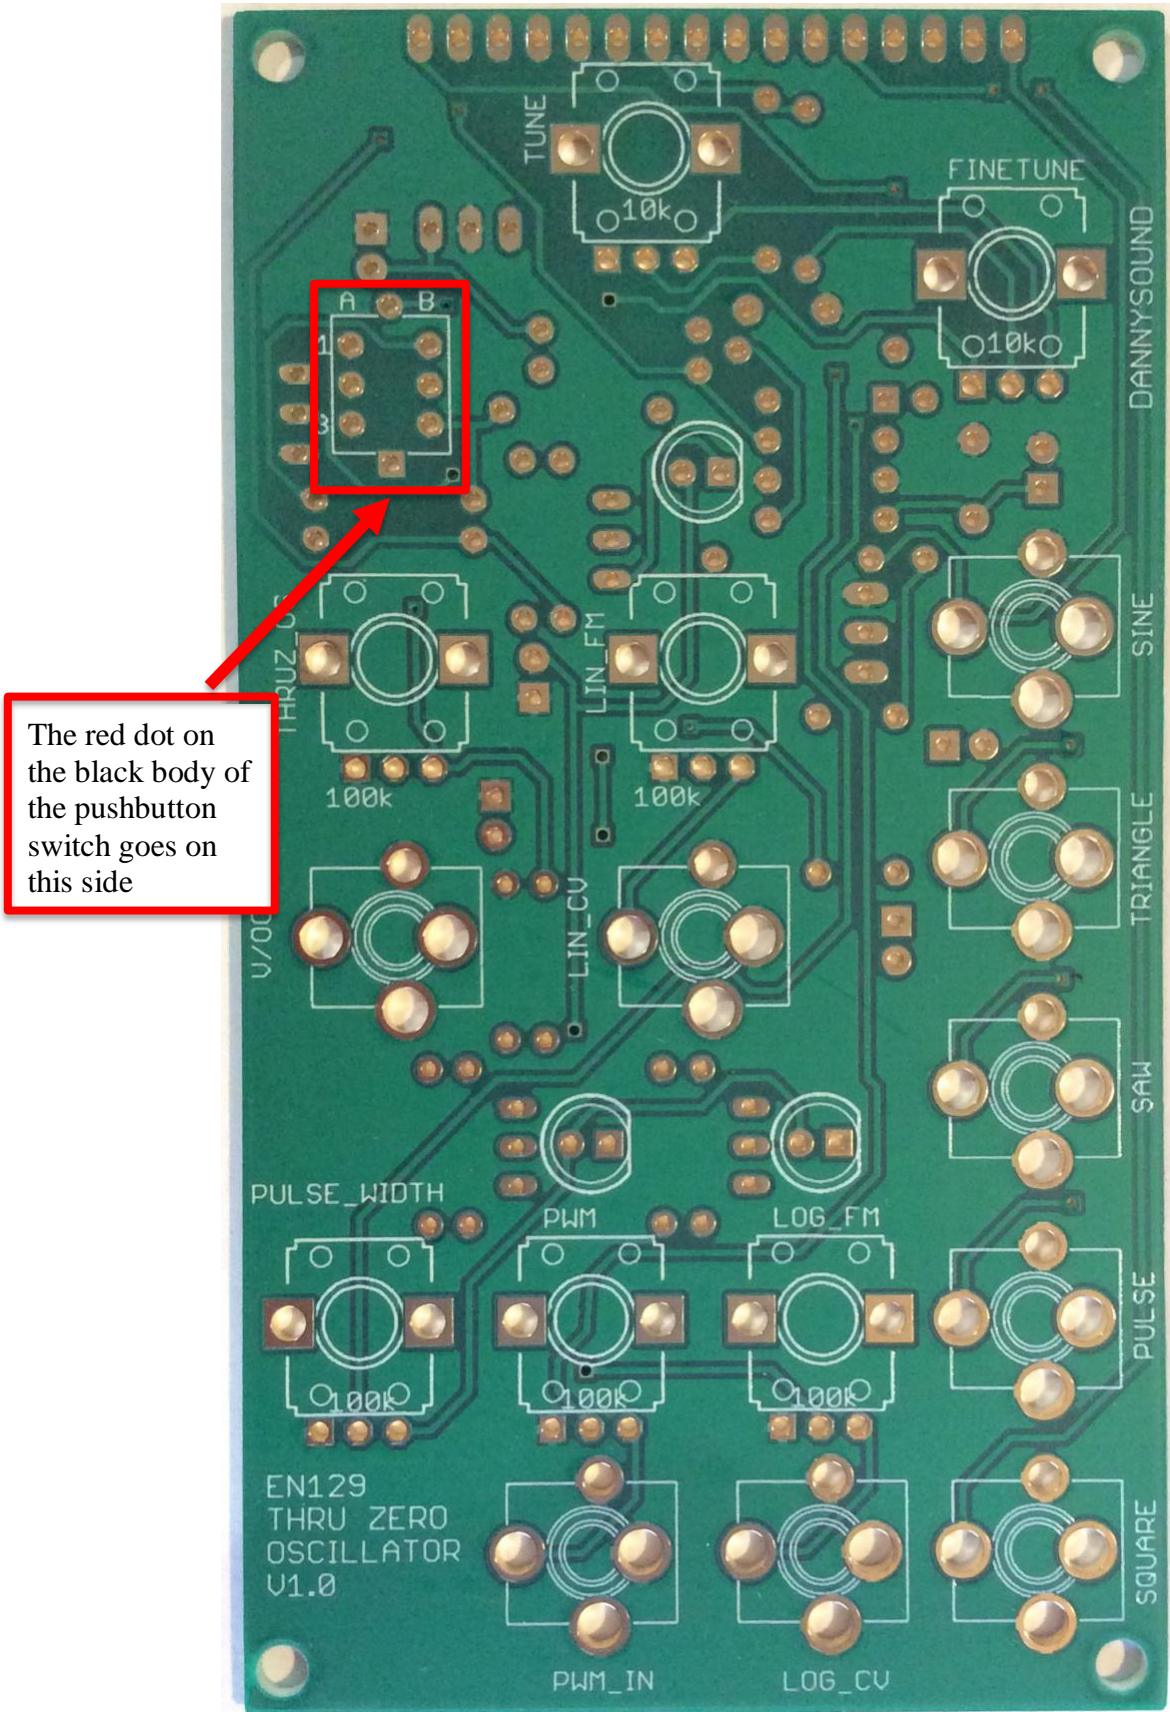 TUNE
10k
FINETUNE
10k
DANNYSOUND
A B
1
3
SINE
LIN_FM
100k
100k
The red dot on
the black body of
the pushbutton
switch goes on
this side
TRIANGLE
LIN_CV
SAW
PULSE_WIDTH
PWM
LOG_FM
PULSE
100k
100k
100k
EN129
THRU ZERO
OSCILLATOR
V1.0
SQUARE
PWM_IN
LOG_CV